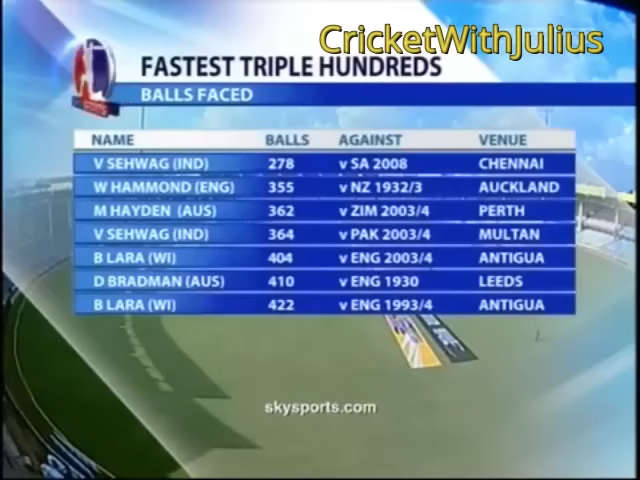 CricketWithJulius
FASTEST TRIPLE HUNDREDS
BALLS FACED
NAME BALLS AGAINST VENUE
V SEHWAG (IND) 278 v SA 2008 CHENNAI
W HAMMOND (ENG) 355 v NZ 1932/3 AUCKLAND
M HAYDEN (AUS) 362 v ZIM 2003/4 PERTH
V SEHWAG (IND) 364 v PAK 2003/4 MULTAN
B LARA (WI) 404 v ENG 2003/4 ANTIGUA
D BRADMAN (AUS) 410 v ENG 1930 LEEDS
B LARA (WI) 422 v ENG 1993/4 ANTIGUA
skysports.com